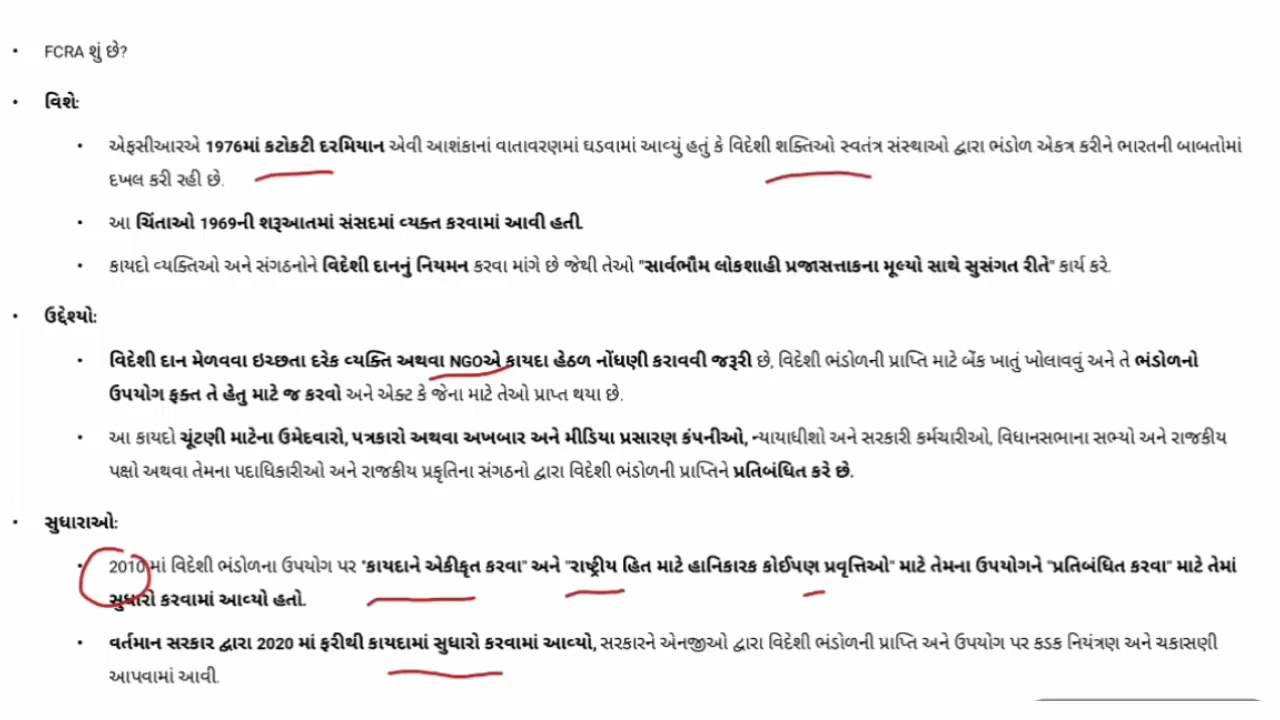 • FCRA શું છે?
• વિશે:
• એફસીઆરએ 1976માં કટોકટી દરમિયાન એવી આશંકાનાં વાતાવરણમાં ઘડવામાં આવ્યું હતું કે વિદેશી શક્તિઓ સ્વતંત્ર સંસ્થાઓ દ્વારા ભંડોળ એકત્ર કરીને ભારતની બાબતોમાં
દખલ કરી રહી છે.
• આ ચિંતાઓ 1969ની શરૂઆતમાં સંસદમાં વ્યક્ત કરવામાં આવી હતી.
• કાયદો વ્યક્તિઓ અને સંગઠનોને વિદેશી દાનનું નિયમન કરવા માંગે છે જેથી તેઓ "સાર્વભૌમ લોકશાહી પ્રજાસત્તાકના મૂલ્યો સાથે સુસંગત રીતે" કાર્ય કરે.
• ઉદ્દેશ્યો:
• વિદેશી દાન મેળવવા ઇચ્છતા દરેક વ્યક્તિ અથવા NGOએ કાયદા હેઠળ નોંધણી કરાવવી જરૂરી છે, વિદેશી ભંડોળની પ્રાપ્તિ માટે બેંક ખાતું ખોલાવવું અને તે ભંડોળનો
ઉપયોગ ફક્ત તે હેતુ માટે જ કરવો અને એક્ટ કે જેના માટે તેઓ પ્રાપ્ત થયા છે.
• આ કાયદો ચૂંટણી માટેના ઉમેદવારો, પત્રકારો અથવા અખબાર અને મીડિયા પ્રસારણ કંપનીઓ, ન્યાયાધીશો અને સરકારી કર્મચારીઓ, વિધાનસભાના સભ્યો અને રાજકીય
પક્ષો અથવા તેમના પદાધિકારીઓ અને રાજકીય પ્રકૃતિના સંગઠનો દ્વારા વિદેશી ભંડોળની પ્રાપ્તિને પ્રતિબંધિત કરે છે.
• સુધારાઓ:
• 2010માં વિદેશી ભંડોળના ઉપયોગ પર "કાયદાને એકીકૃત કરવા" અને "રાષ્ટ્રીય હિત માટે હાનિકારક કોઈપણ પ્રવૃત્તિઓ" માટે તેમના ઉપયોગને "પ્રતિબંધિત કરવા" માટે તેમાં
સુધારો કરવામાં આવ્યો હતો.
• વર્તમાન સરકાર દ્વારા 2020 માં ફરીથી કાયદામાં સુધારો કરવામાં આવ્યો, સરકારને એનજીઓ દ્વારા વિદેશી ભંડોળની પ્રાપ્તિ અને ઉપયોગ પર કડક નિયંત્રણ અને ચકાસણી
આપવામાં આવી.